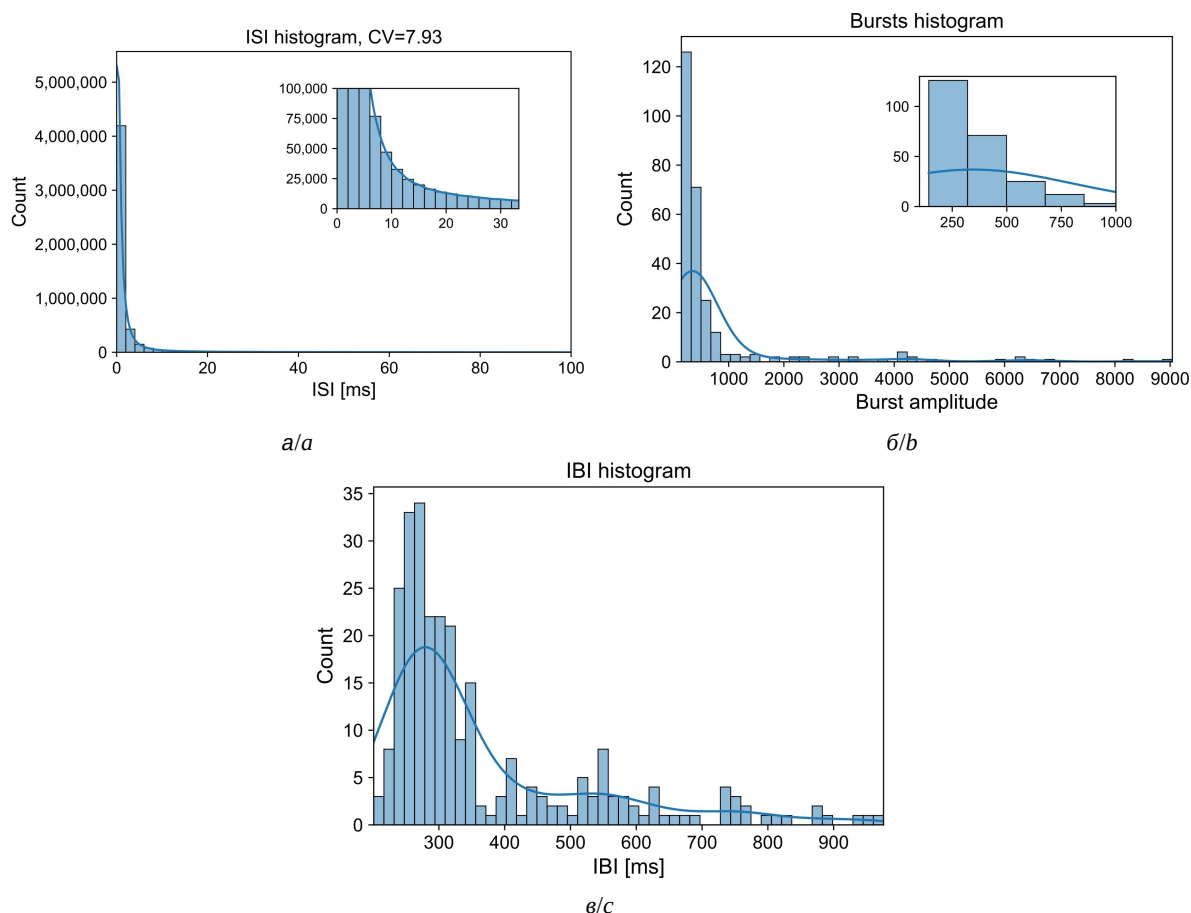 ISI histogram, CV=7.93
5,000,000
4,000,000
3,000,000
2,000,000
1,000,000
0
Count
100,000
75,000
50,000
25,000
0
0 10 20 30
0 20 40 60 80 100
ISI [ms]
а/a
Bursts histogram
120
100
80
60
40
20
0
Count
100
50
0
250 500 750 1000
1000 2000 3000 4000 5000 6000 7000 8000 9000
Burst amplitude
б/b
IBI histogram
35
30
25
20
15
10
5
0
Count
300 400 500 600 700 800 900
IBI [ms]
в/c